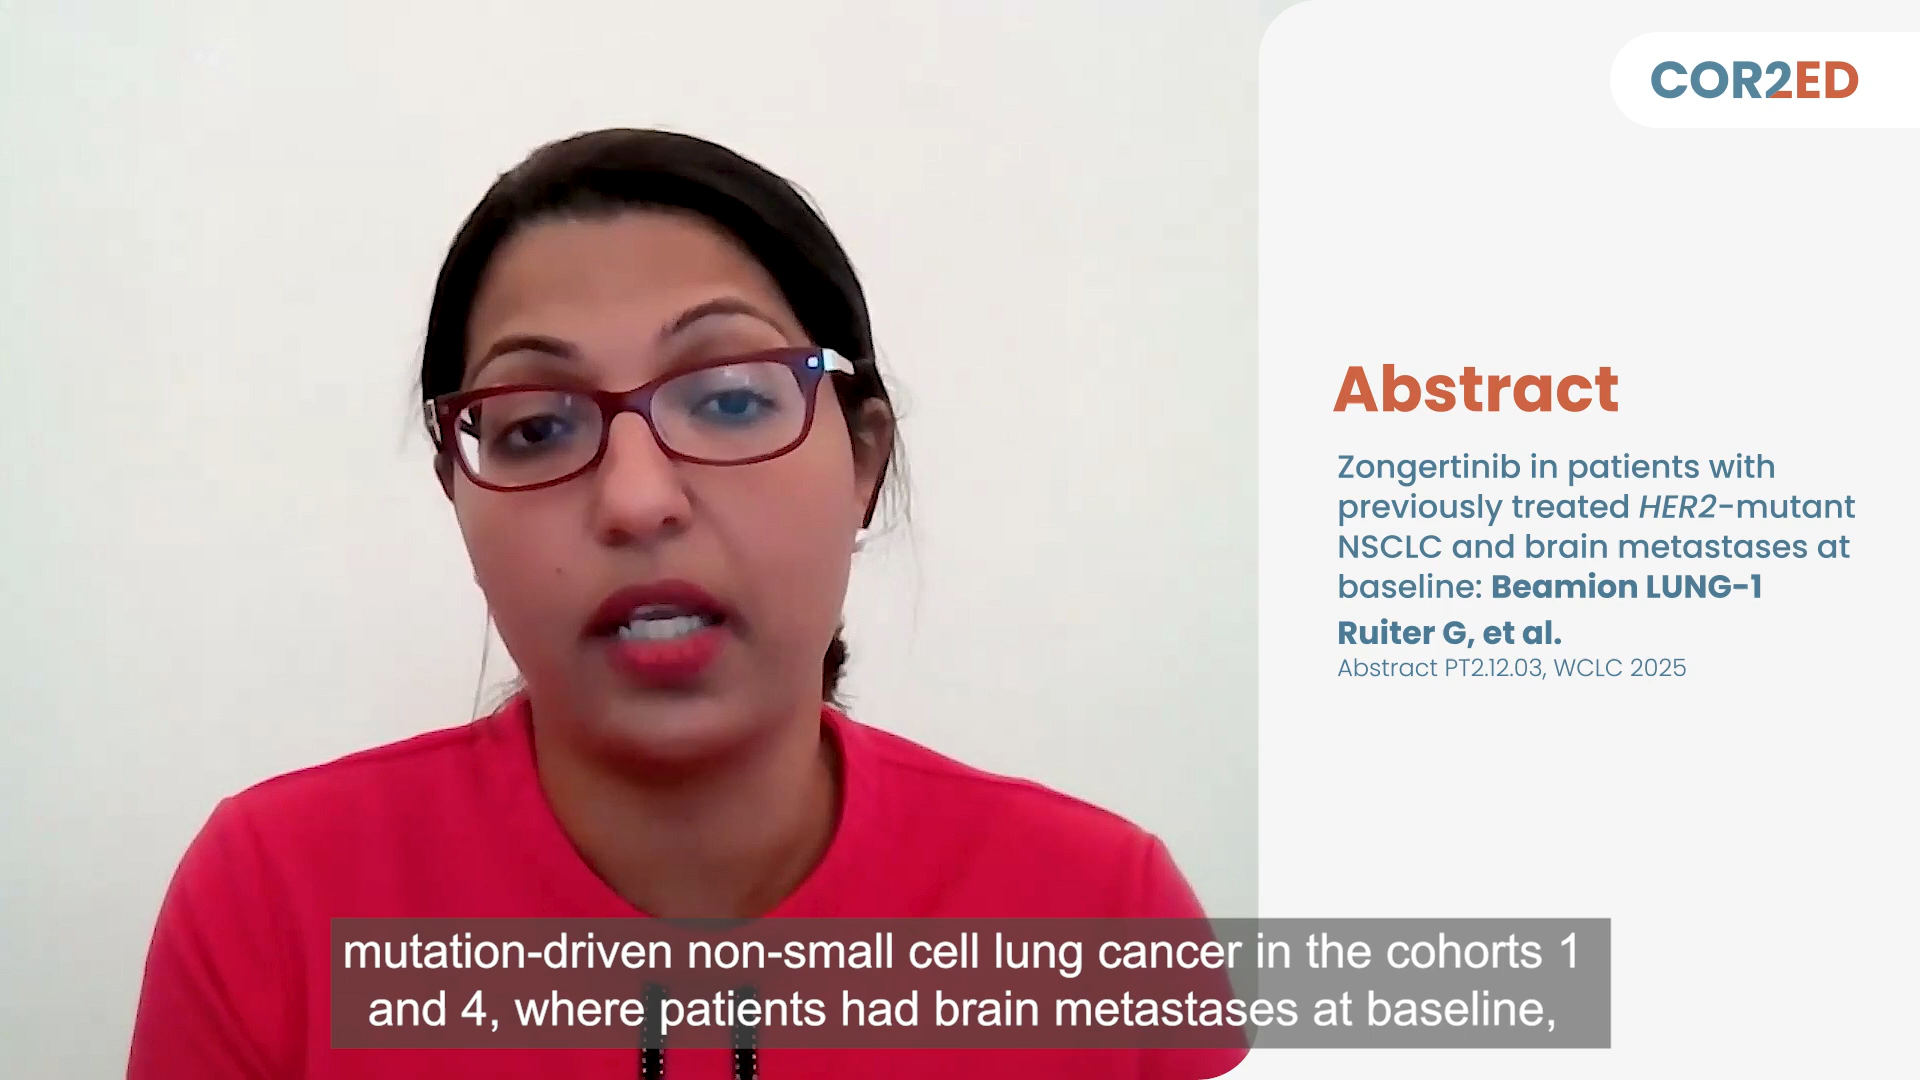 COR2ED
Abstract
Zongertinib in patients with
previously treated HER2-mutant
NSCLC and brain metastases at
baseline: Beamion LUNG-1
Ruiter G, et al.
Abstract PT2.12.03, WCLC 2025
mutation-driven non-small cell lung cancer in the cohorts 1
and 4, where patients had brain metastases at baseline,